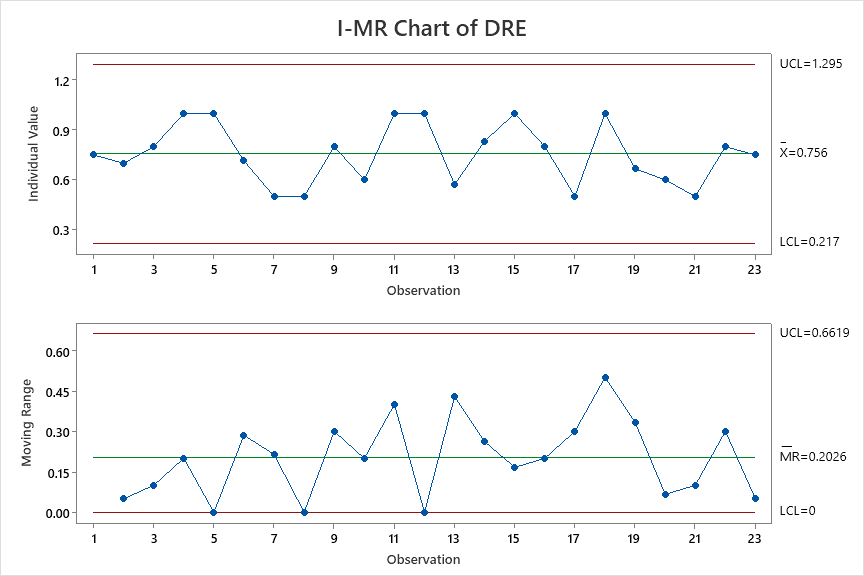 I-MR Chart of DRE
Individual Value
1.2
0.9
0.6
0.3
UCL=1.295
X̄=0.756
LCL=0.217
1 3 5 7 9 11 13 15 17 19 21 23
Observation
Moving Range
0.60
0.45
0.30
0.15
0.00
UCL=0.6619
M̅R̅=0.2026
LCL=0
1 3 5 7 9 11 13 15 17 19 21 23
Observation